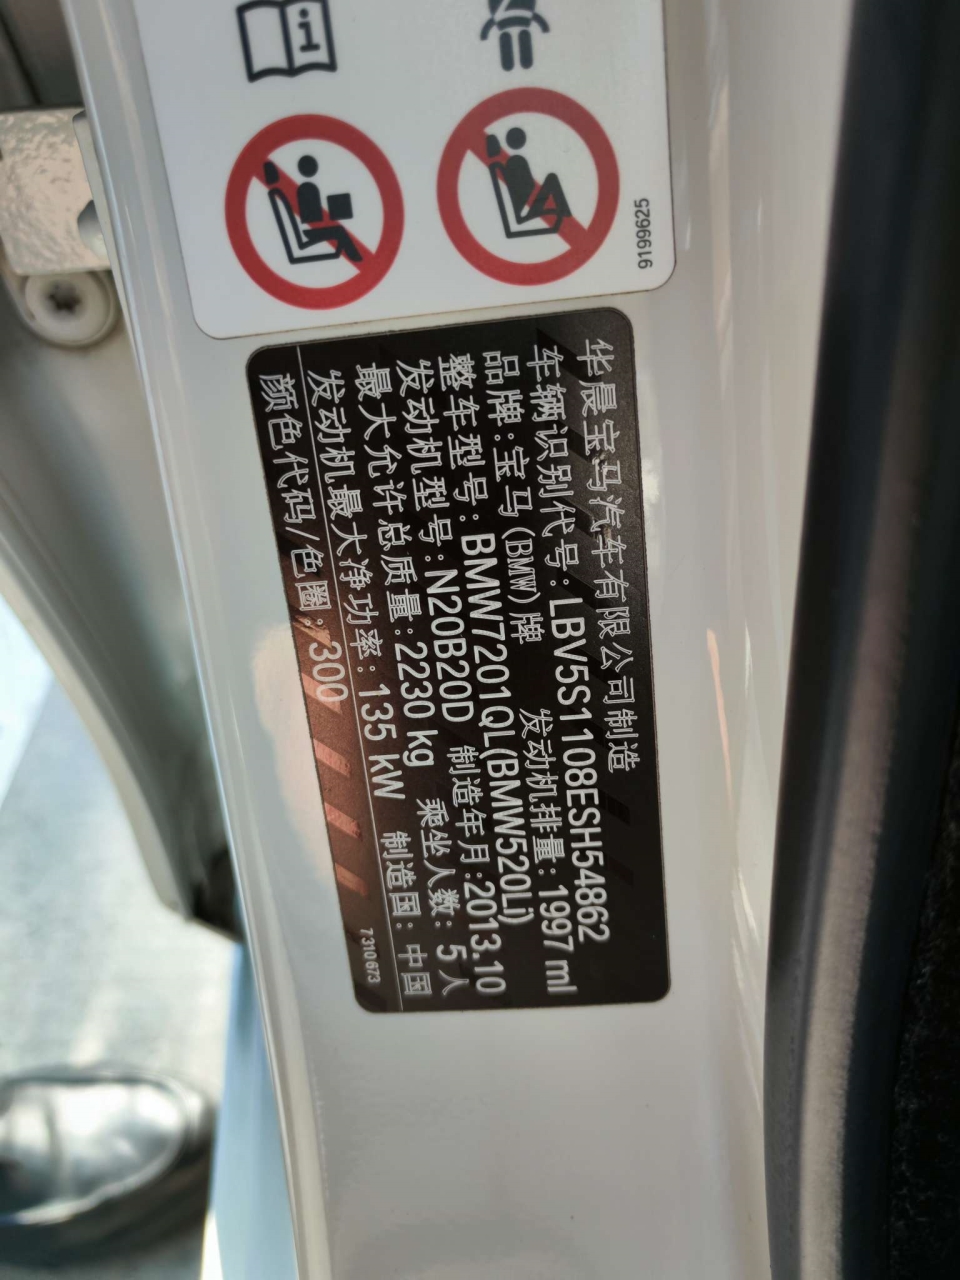 9199625
华晨宝马汽车有限公司制造
车辆识别代号:LBV5S1108ESH54862
品牌:宝马(BMW)牌 发动机排量:1997 ml
整车型号:BMW7201QL(BMW520Li)
发动机型号:N20B20D 制造年月:2013.10
最大允许总质量:2230 kg 乘坐人数:5人
发动机最大净功率:135 kW 制造国:中国
颜色代码/色圈:300 7310673